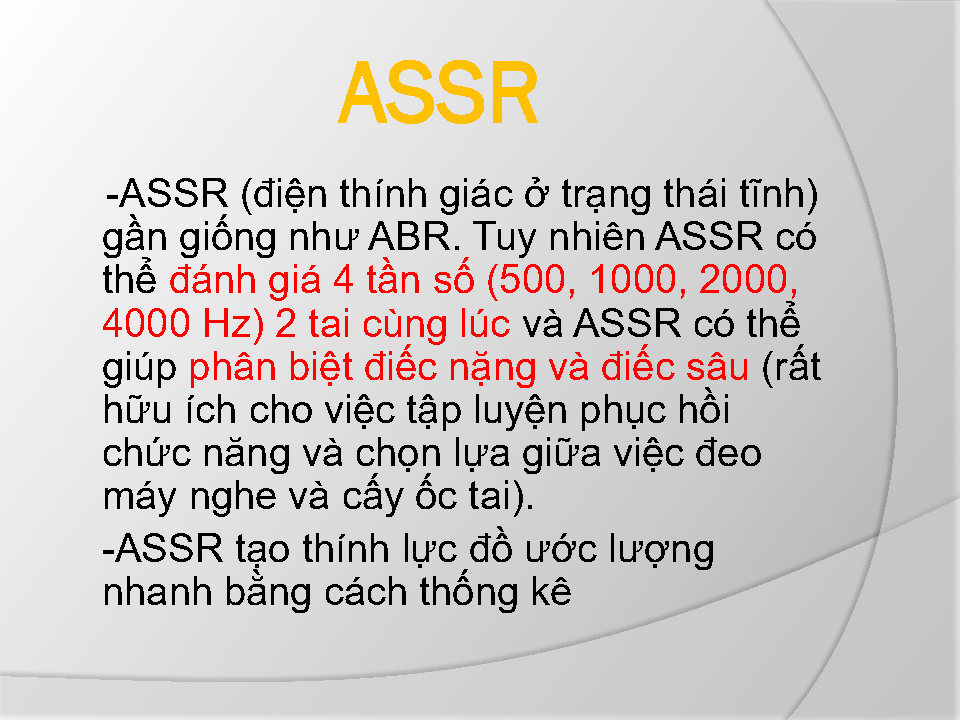 ASSR
-ASSR (điện thính giác ở trạng thái tĩnh)
gần giống như ABR. Tuy nhiên ASSR có
thể đánh giá 4 tần số (500, 1000, 2000,
4000 Hz) 2 tai cùng lúc và ASSR có thể
giúp phân biệt điếc nặng và điếc sâu (rất
hữu ích cho việc tập luyện phục hồi
chức năng và chọn lựa giữa việc đeo
máy nghe và cấy ốc tai).
-ASSR tạo thính lực đồ ước lượng
nhanh bằng cách thống kê